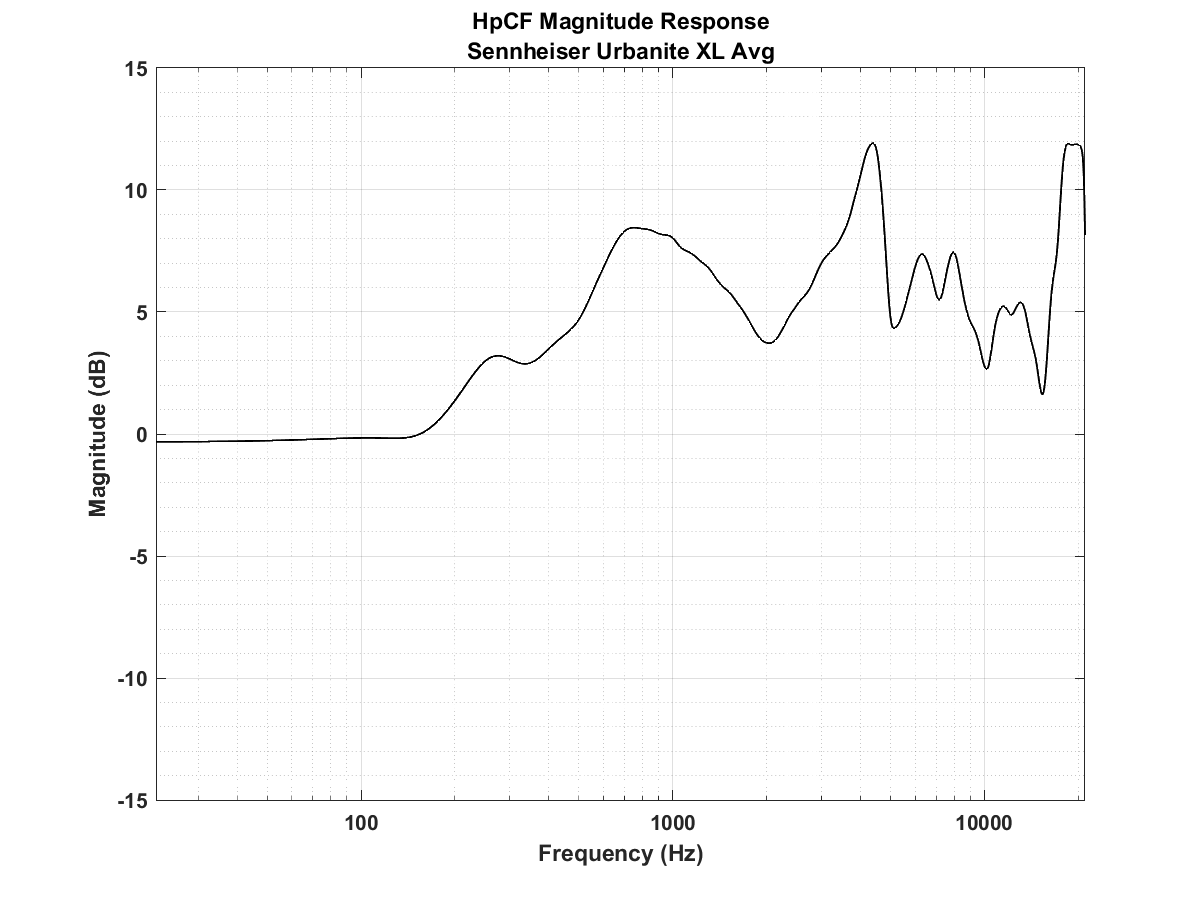 HpCF Magnitude Response
Sennheiser Urbanite XL Avg
15
10
5
0
-5
-10
-15
Magnitude (dB)
100
1000
10000
Frequency (Hz)